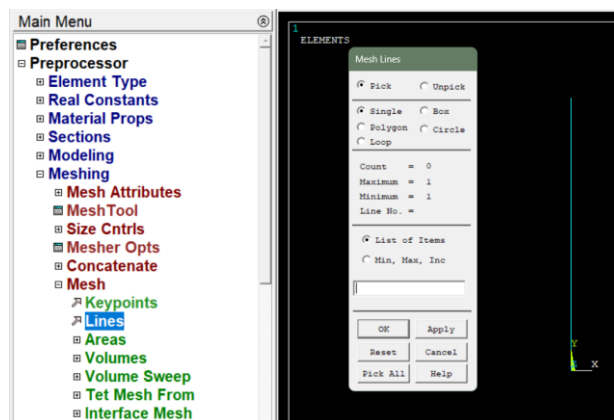 Main Menu
Preferences
Preprocessor
Element Type
Real Constants
Material Props
Sections
Modeling
Meshing
Mesh Attributes
MeshTool
Size Cntrls
Mesher Opts
Concatenate
Mesh
Keypoints
Lines
Areas
Volumes
Volume Sweep
Tet Mesh From
Interface Mesh
1
ELEMENTS
Mesh Lines
Pick Unpick
Single Box
Polygon Circle
Loop
Count = 0
Maximum = 1
Minimum = 1
Line No. =
List of Items
Min, Max, Inc
OK Apply
Reset Cancel
Pick All Help
Y
X